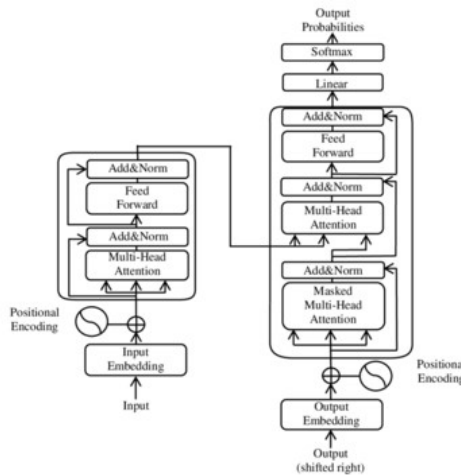 Output
Probabilities
Softmax
Linear
Add&Norm
Feed
Forward
Add&Norm
Multi-Head
Attention
Add&Norm
Masked
Multi-Head
Attention
Positional
Encoding
Output
Embedding
Output
(shifted right)
Add&Norm
Feed
Forward
Add&Norm
Multi-Head
Attention
Positional
Encoding
Input
Embedding
Input